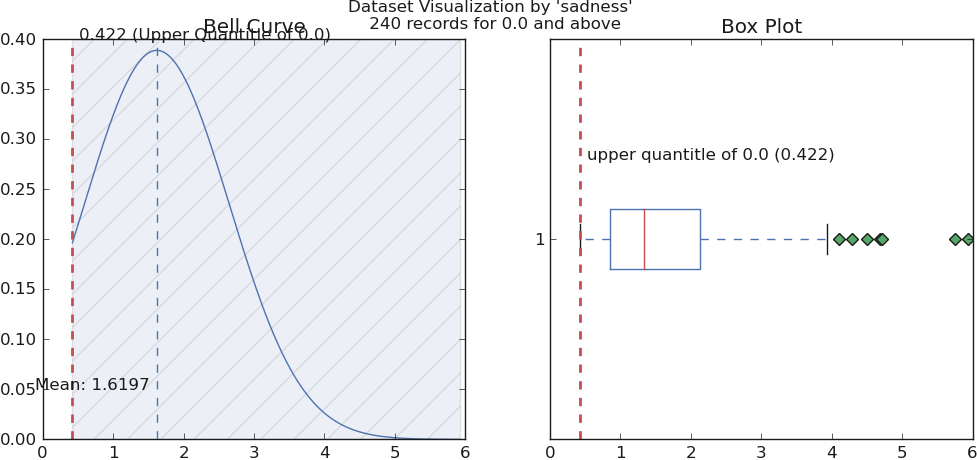 Dataset Visualization by 'sadness'
240 records for 0.0 and above
Bell Curve
0.422 (Upper Quantitle of 0.0)
0.40
0.35
0.30
0.25
0.20
0.15
0.10
0.05
0.00
Mean: 1.6197
0 1 2 3 4 5 6
Box Plot
upper quantitle of 0.0 (0.422)
1
0 1 2 3 4 5 6